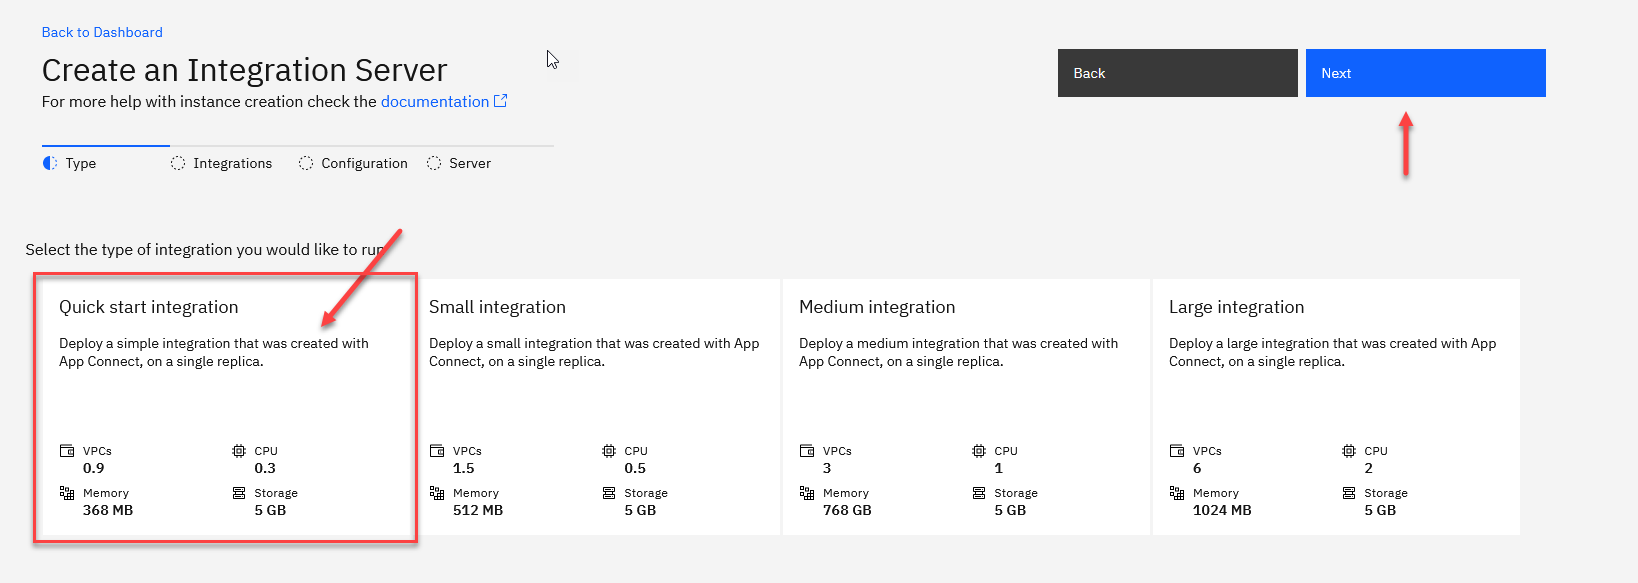 Back to Dashboard
Create an Integration Server
For more help with instance creation check the documentation
Back
Next
Type
Integrations
Configuration
Server
Select the type of integration you would like to run
Quick start integration
Deploy a simple integration that was created with
App Connect, on a single replica.
VPCs
0.9
CPU
0.3
Memory
368 MB
Storage
5 GB
Small integration
Deploy a small integration that was created with App
Connect, on a single replica.
VPCs
1.5
CPU
0.5
Memory
512 MB
Storage
5 GB
Medium integration
Deploy a medium integration that was created with
App Connect, on a single replica.
VPCs
3
CPU
1
Memory
768 GB
Storage
5 GB
Large integration
Deploy a large integration that was created with App
Connect, on a single replica.
VPCs
6
CPU
2
Memory
1024 MB
Storage
5 GB